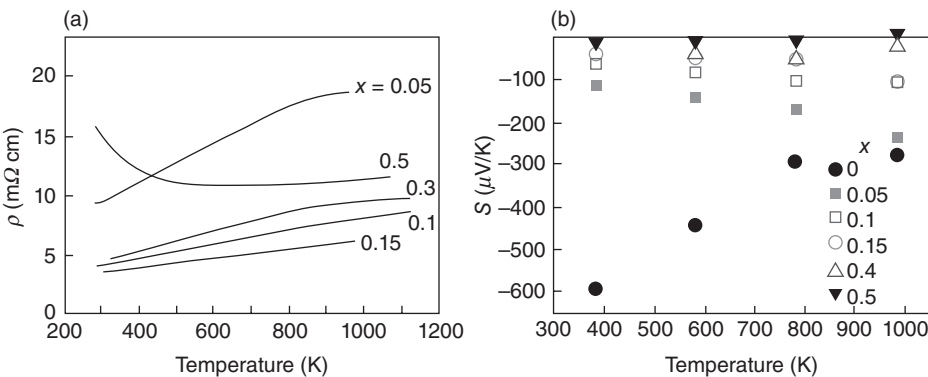 (a)
20
15
10
5
0
ρ (mΩ cm)
x = 0.05
0.5
0.3
0.1
0.15
200 400 600 800 1000 1200
Temperature (K)
(b)
−100
−200
−300
−400
−500
−600
S (μV/K)
x
0
0.05
0.1
0.15
0.4
0.5
300 400 500 600 700 800 900 1000
Temperature (K)